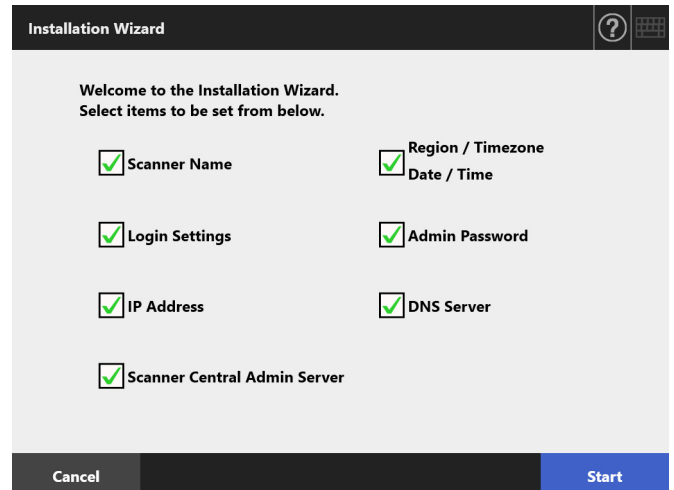 Installation Wizard
?
Welcome to the Installation Wizard.
Select items to be set from below.
Scanner Name
Region / Timezone
Date / Time
Login Settings
Admin Password
IP Address
DNS Server
Scanner Central Admin Server
Cancel
Start